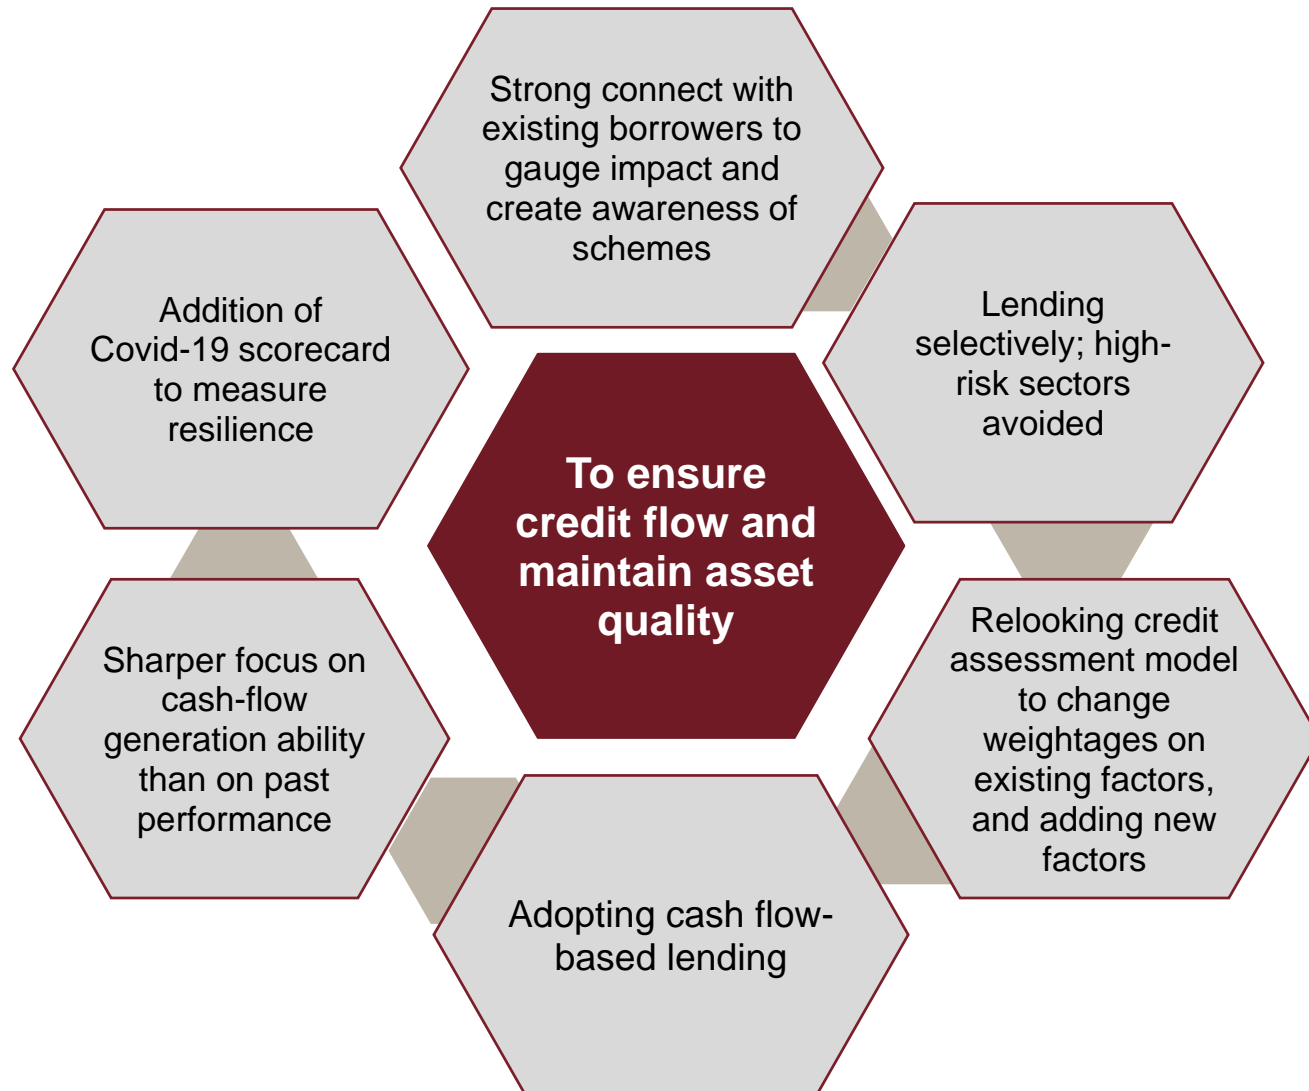 Strong connect with
existing borrowers to
gauge impact and
create awareness of
schemes
Lending
selectively; high-
risk sectors
avoided
Relooking credit
assessment model
to change
weightages on
existing factors,
and adding new
factors
Adopting cash flow-
based lending
Sharper focus on
cash-flow
generation ability
than on past
performance
Addition of
Covid-19 scorecard
to measure
resilience
To ensure
credit flow and
maintain asset
quality